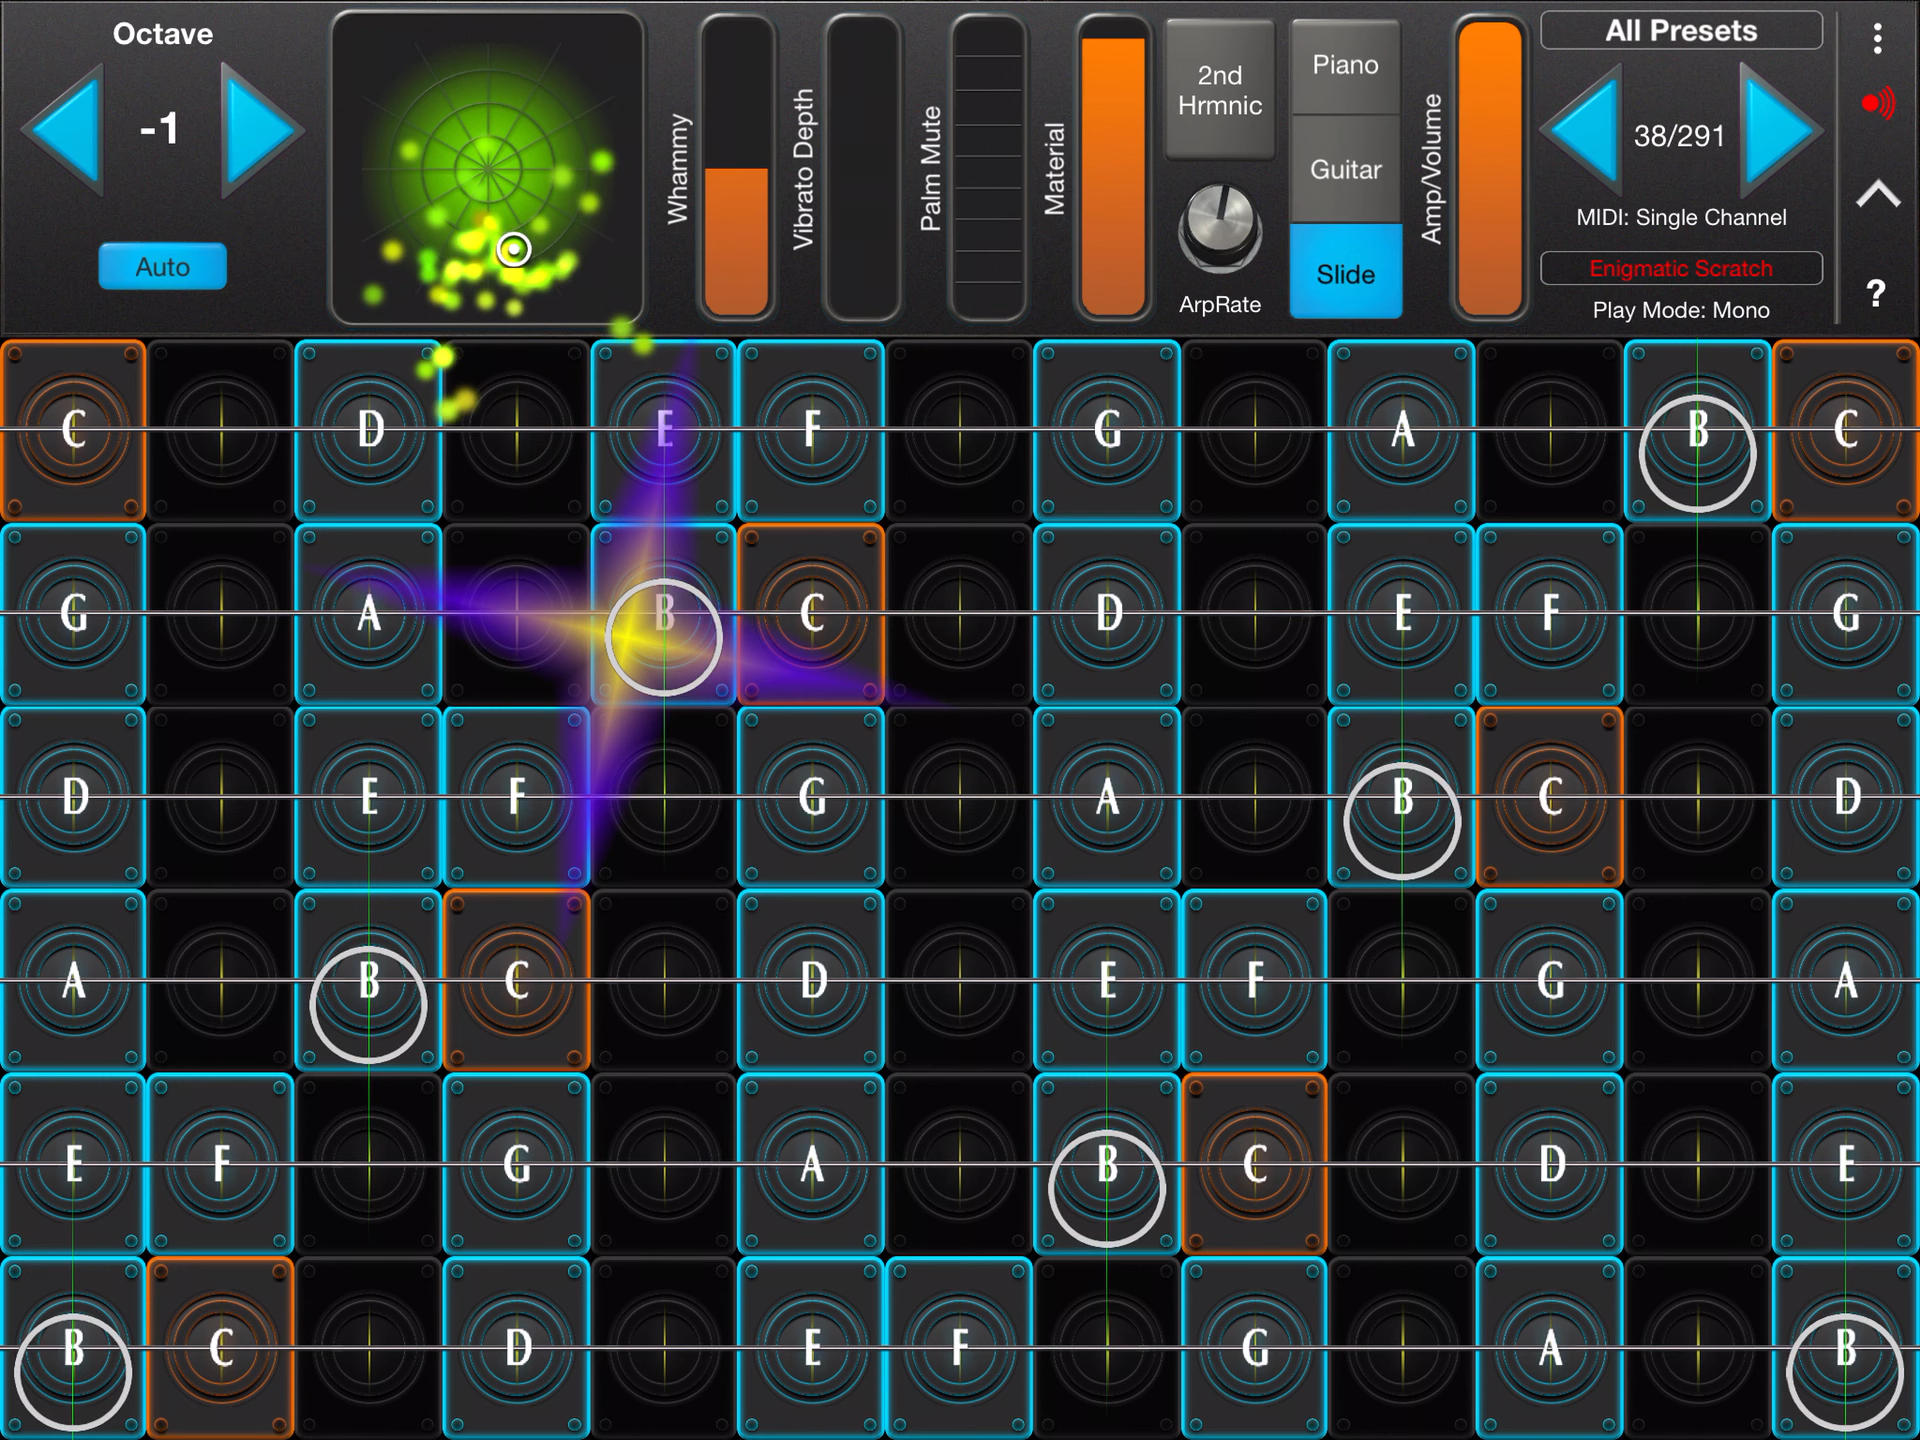 Octave
-1
Auto
Whammy
Vibrato Depth
Palm Mute
Material
2nd
Hrmnic
ArpRate
Piano
Guitar
Slide
Amp/Volume
All Presets
38/291
MIDI: Single Channel
Enigmatic Scratch
Play Mode: Mono
?
C D E F G A B C
G A B C D E F G
D E F G A B C D
A B C D E F G A
E F G A B C D E
B C D E F G A B